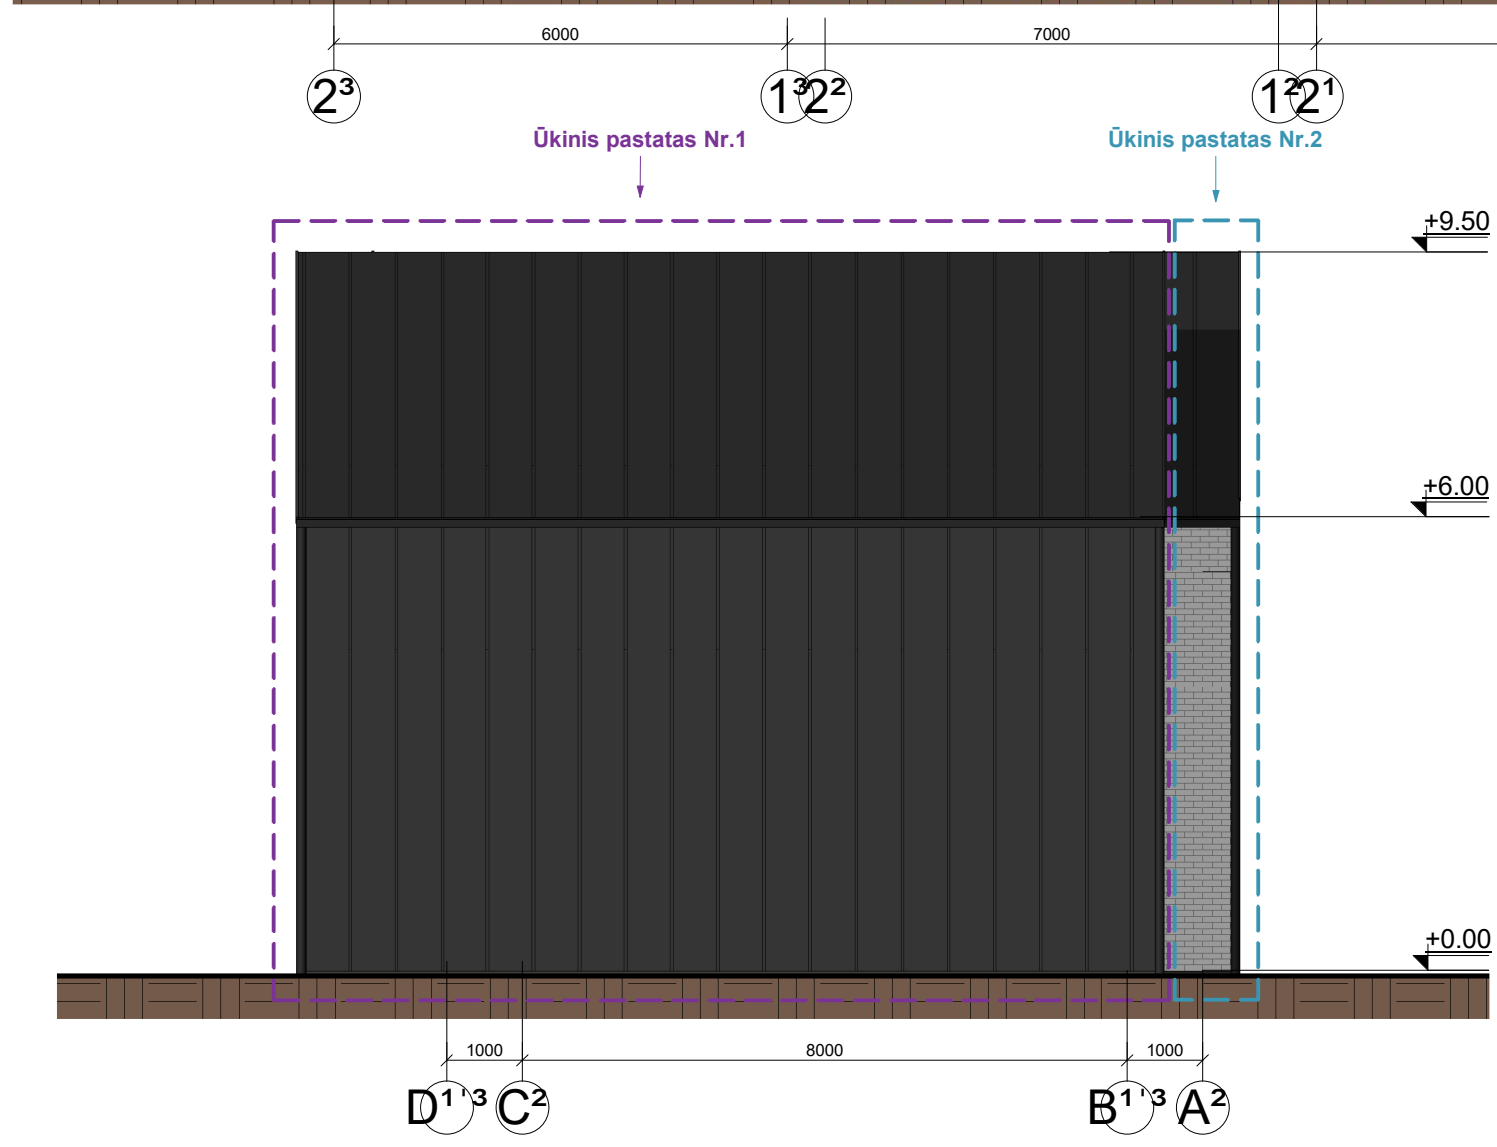 6000 7000
2³ 1³ 2² 1² 2¹
Ūkinis pastatas Nr.1 Ūkinis pastatas Nr.2
+9.50
+6.00
+0.00
1000 8000 1000
D¹'³ C² B¹'³ A²